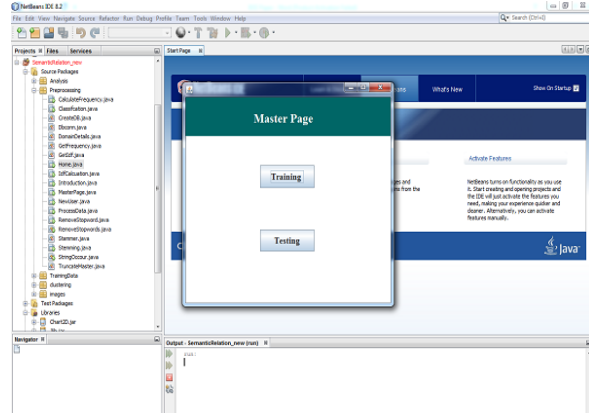 NetBeans IDE 8.2
File Edit View Navigate Source Refactor Run Debug Profile Team Tools Window Help
Search (Ctrl+I)
Projects Files Services
Start Page
SemanticRelation_new
Source Packages
Analysis
Preprocessing
CalculateFrequency.java
Classification.java
CreateDB.java
DBconn.java
DomainDetails.java
GetFrequency.java
GetIdf.java
Home.java
IdfCalculation.java
Introduction.java
MasterPage.java
NewUser.java
ProcessData.java
RemoveStopward.java
RemoveStopwords.java
Stemmer.java
Stemming.java
StringOccour.java
TruncateMaster.java
TrainingData
clustering
images
Test Packages
Libraries
Chart2D.jar
What's New
Show On Startup
Master Page
Training
Testing
Activate Features
NetBeans turns on functionality as you use
it. Start creating and opening projects and
the IDE will just activate the features you
need, making your experience quicker and
cleaner. Alternatively, you can activate
features manually.
Java
Navigator
Output - SemanticRelation_new (run)
run: